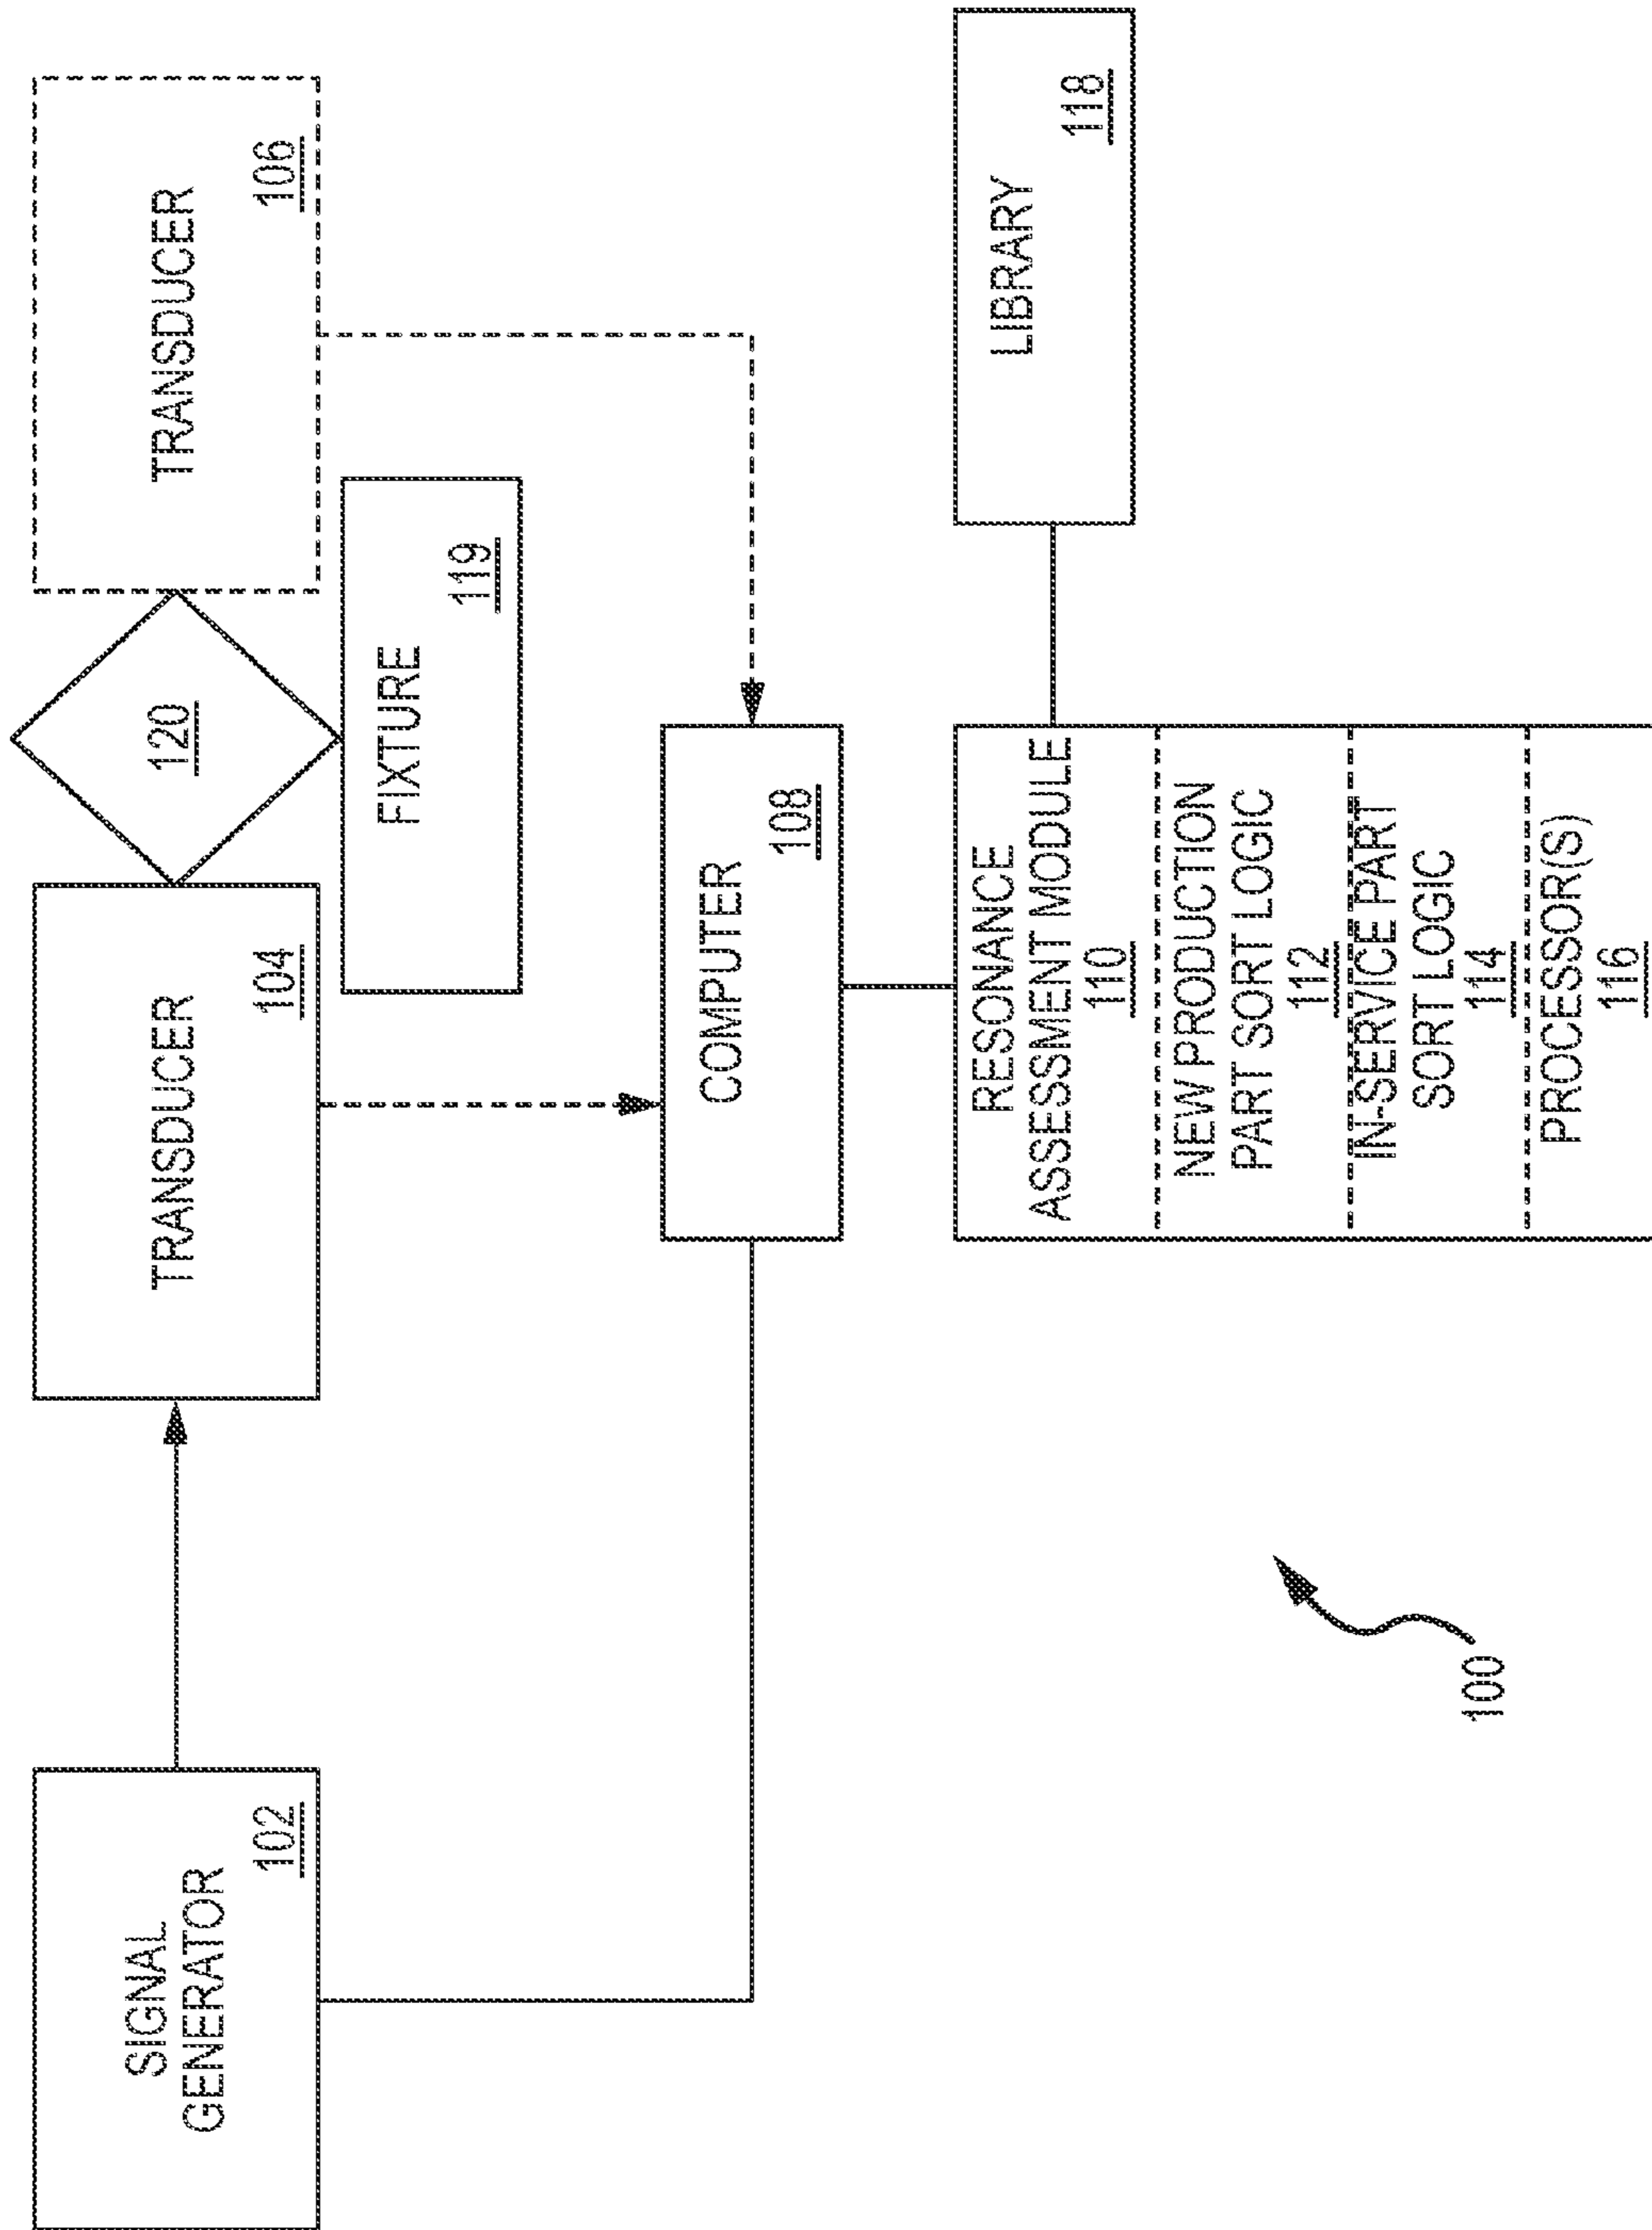 SIGNAL
GENERATOR
102
TRANSDUCER
104
120
TRANSDUCER
106
FIXTURE
119
COMPUTER
108
RESONANCE
ASSESSMENT MODULE
110
NEW PRODUCTION
PART SORT LOGIC
112
IN-SERVICE PART
SORT LOGIC
114
PROCESSOR(S)
116
LIBRARY
118
100